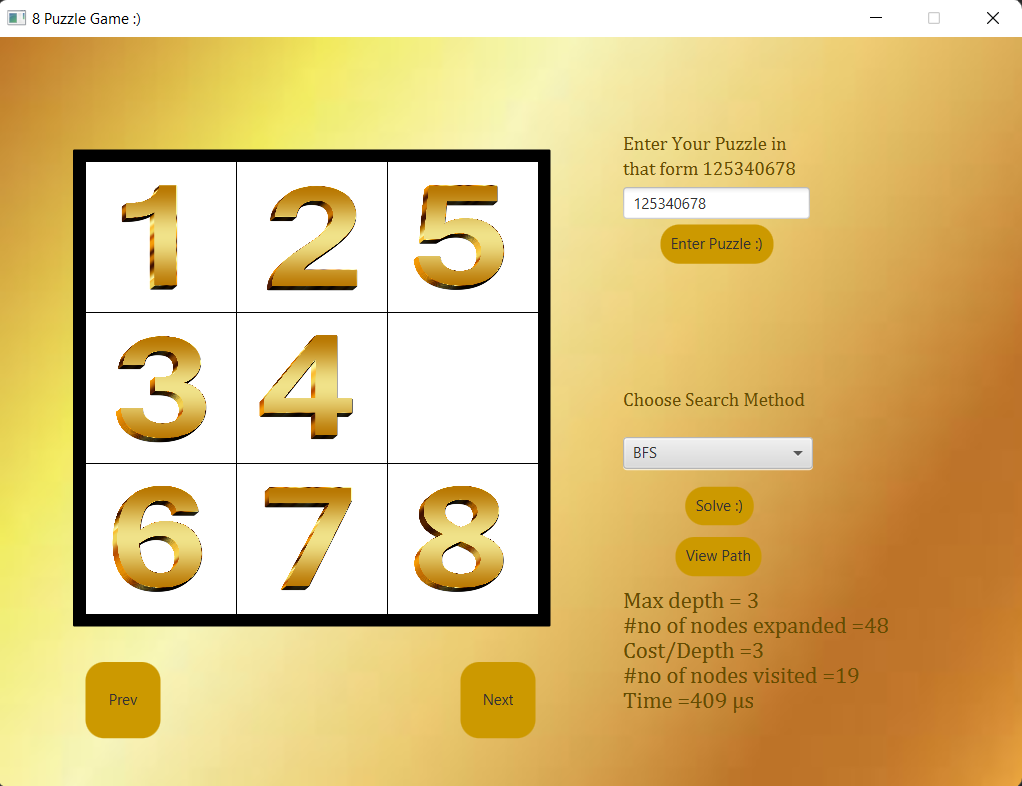 8 Puzzle Game :)
1 2 5
3 4
6 7 8
Prev
Next
Enter Your Puzzle in
that form 125340678
125340678
Enter Puzzle :)
Choose Search Method
BFS
Solve :)
View Path
Max depth = 3
#no of nodes expanded =48
Cost/Depth =3
#no of nodes visited =19
Time =409 µs